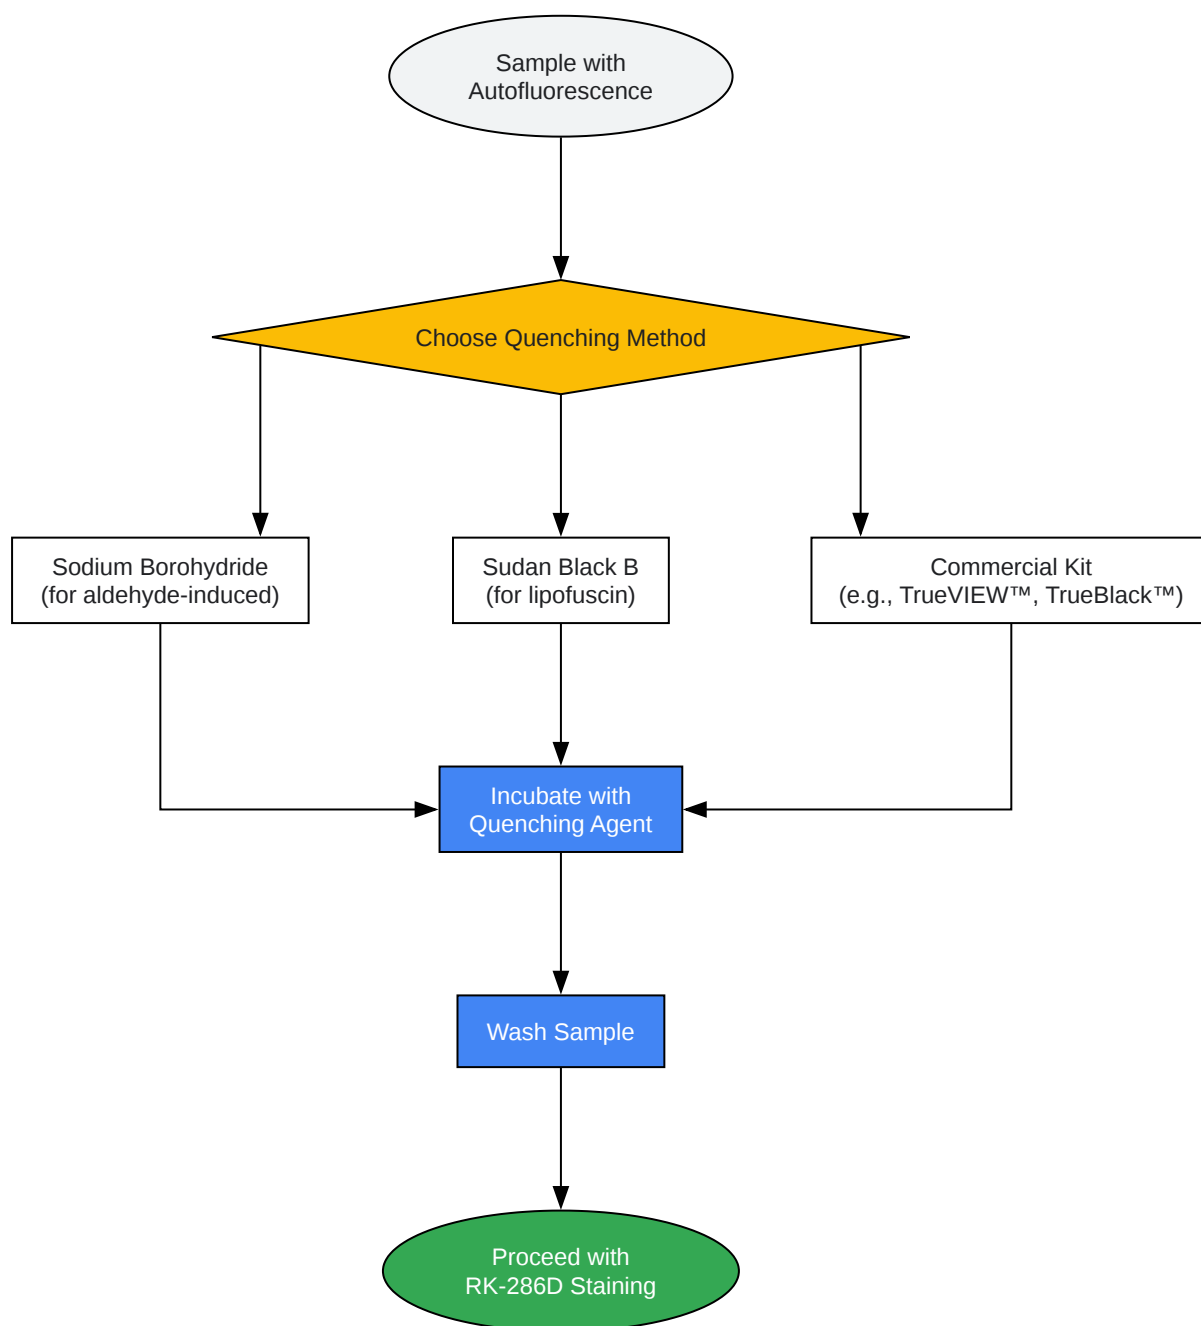 Sample with
Autofluorescence
Choose Quenching Method
Sodium Borohydride
(for aldehyde-induced)
Sudan Black B
(for lipofuscin)
Commercial Kit
(e.g., TrueVIEW™, TrueBlack™)
Incubate with
Quenching Agent
Wash Sample
Proceed with
RK-286D Staining